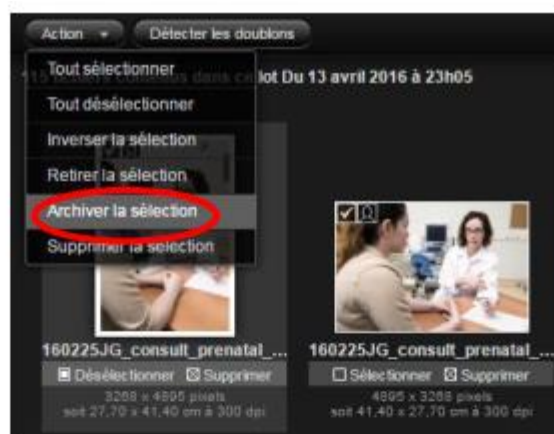 Action Détecter les doublons
Tout sélectionner
lot Du 13 avril 2016 à 23h05
Tout désélectionner
Inverser la sélection
Retirer la sélection
Archiver la sélection
Supprimer la sélection
160225JG_consult_prenatal_... 160225JG_consult_prenatal_...
Désélectionner Supprimer Sélectionner Supprimer
3268 x 4895 pixels 4895 x 3268 pixels
soit 27,70 x 41,40 cm à 300 dpi soit 41,40 x 27,70 cm à 300 dpi